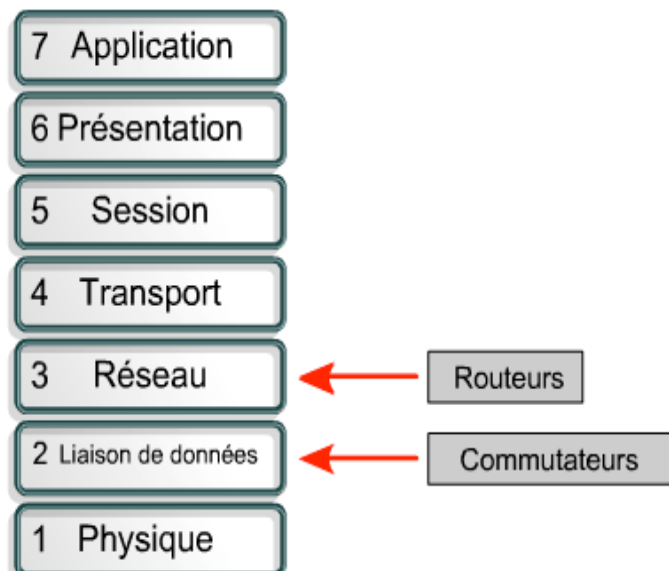 7 Application
6 Présentation
5 Session
4 Transport
3 Réseau
Routeurs
2 Liaison de données
Commutateurs
1 Physique